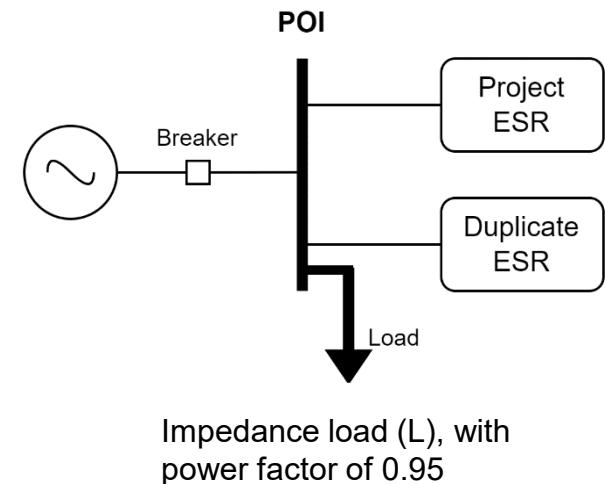 POI
Breaker
Project
ESR
Duplicate
ESR
Load
Impedance load (L), with
power factor of 0.95